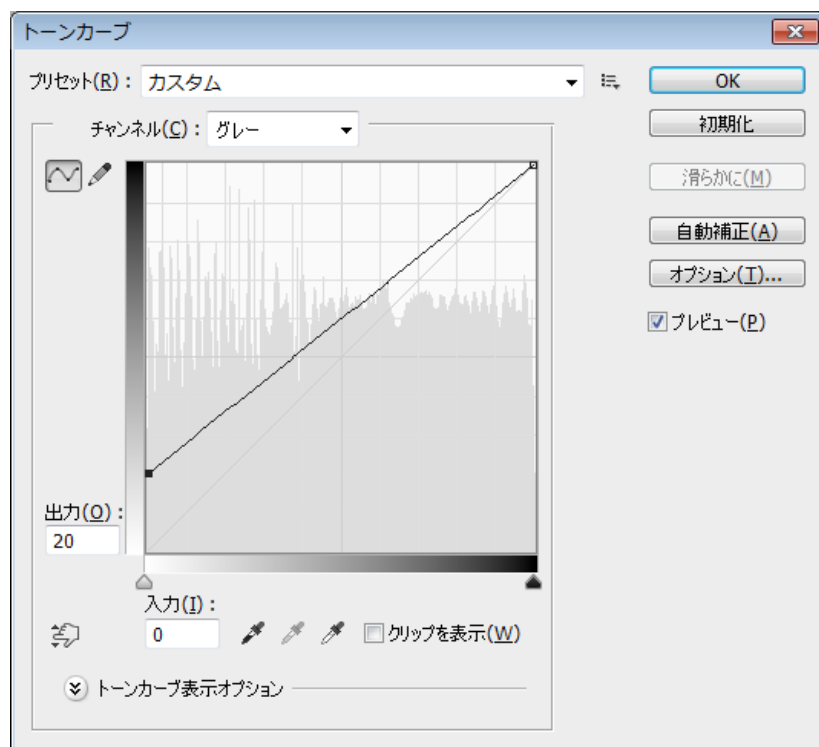 トーンカーブ
プリセット(R)： カスタム
OK
チャンネル(C)： グレー
初期化
滑らかに(M)
自動補正(A)
オプション(T)...
プレビュー(P)
出力(O)：
20
入力(I)：
0
クリップを表示(W)
トーンカーブ表示オプション